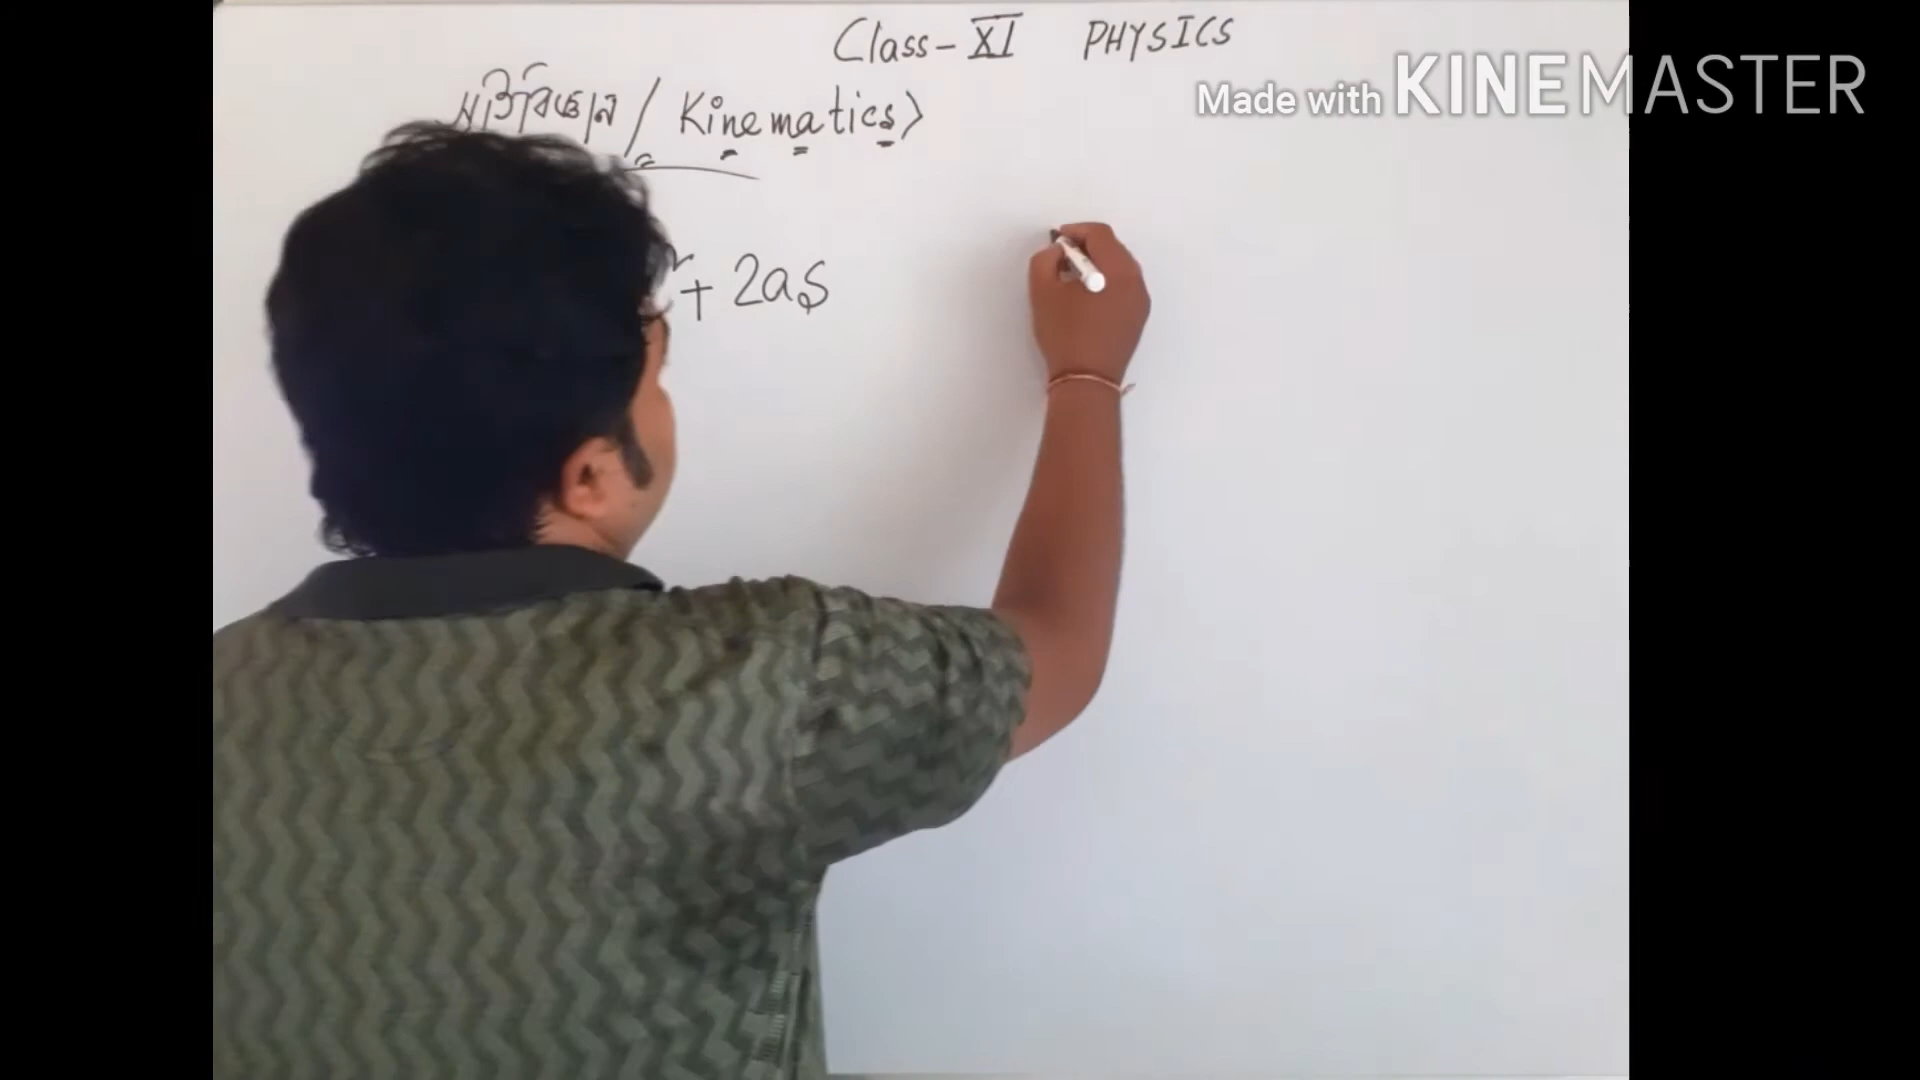 Class-XI PHYSICS
Made with KINEMASTER
/ Kinematics>
+ 2as